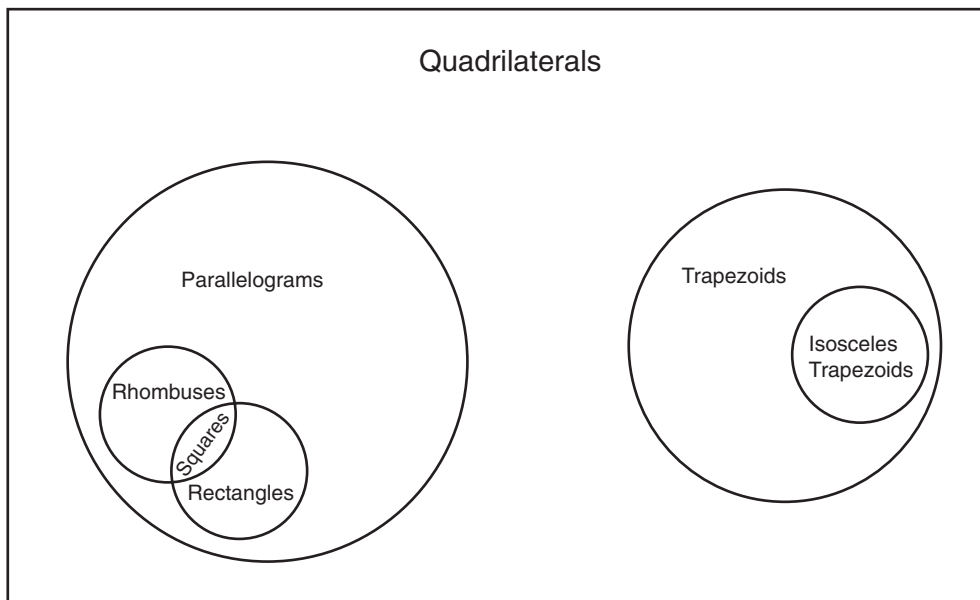 Quadrilaterals
Parallelograms
Rhombuses
Squares
Rectangles
Trapezoids
Isosceles
Trapezoids